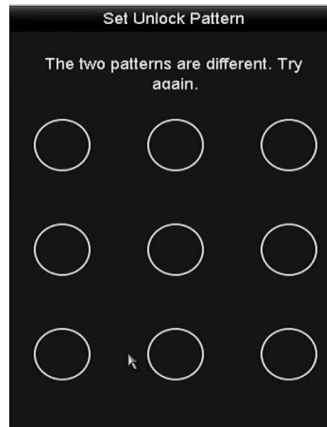 Set Unlock Pattern
The two patterns are different. Try
again.